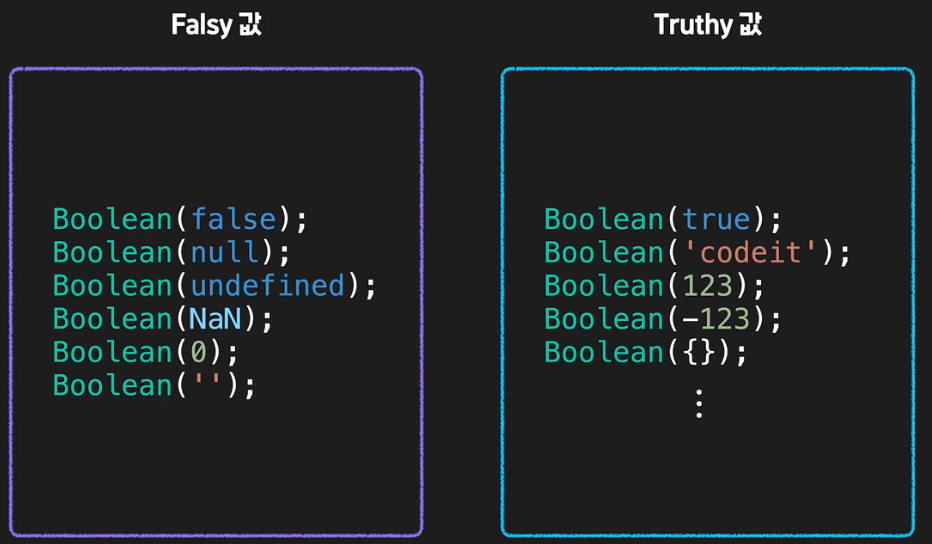 Falsy 값
Boolean(false);
Boolean(null);
Boolean(undefined);
Boolean(NaN);
Boolean(0);
Boolean('');
Truthy 값
Boolean(true);
Boolean('codeit');
Boolean(123);
Boolean(-123);
Boolean({});
⋮